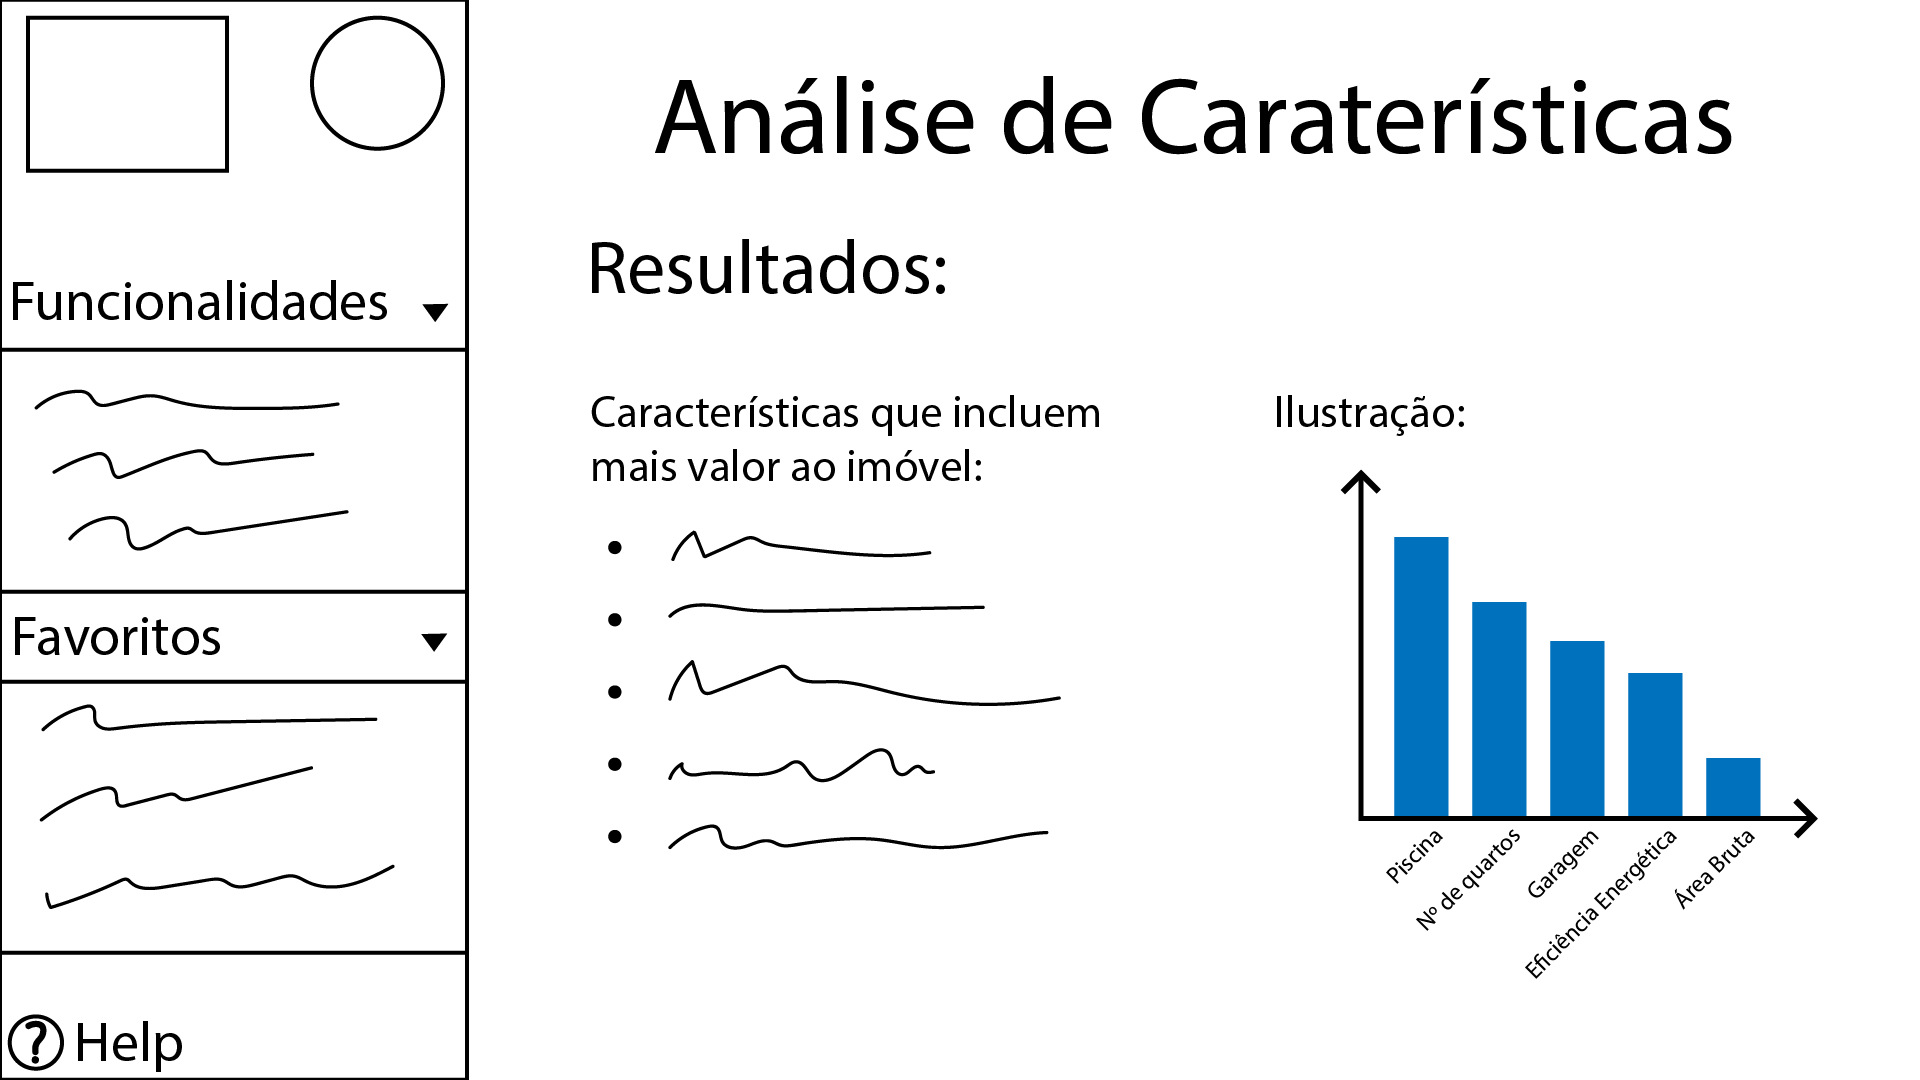 Análise de Caraterísticas
Funcionalidades
Favoritos
? Help
Resultados:
Características que incluem
mais valor ao imóvel:
Ilustração:
Piscina
Nº de quartos
Garagem
Eficiência Energética
Área Bruta